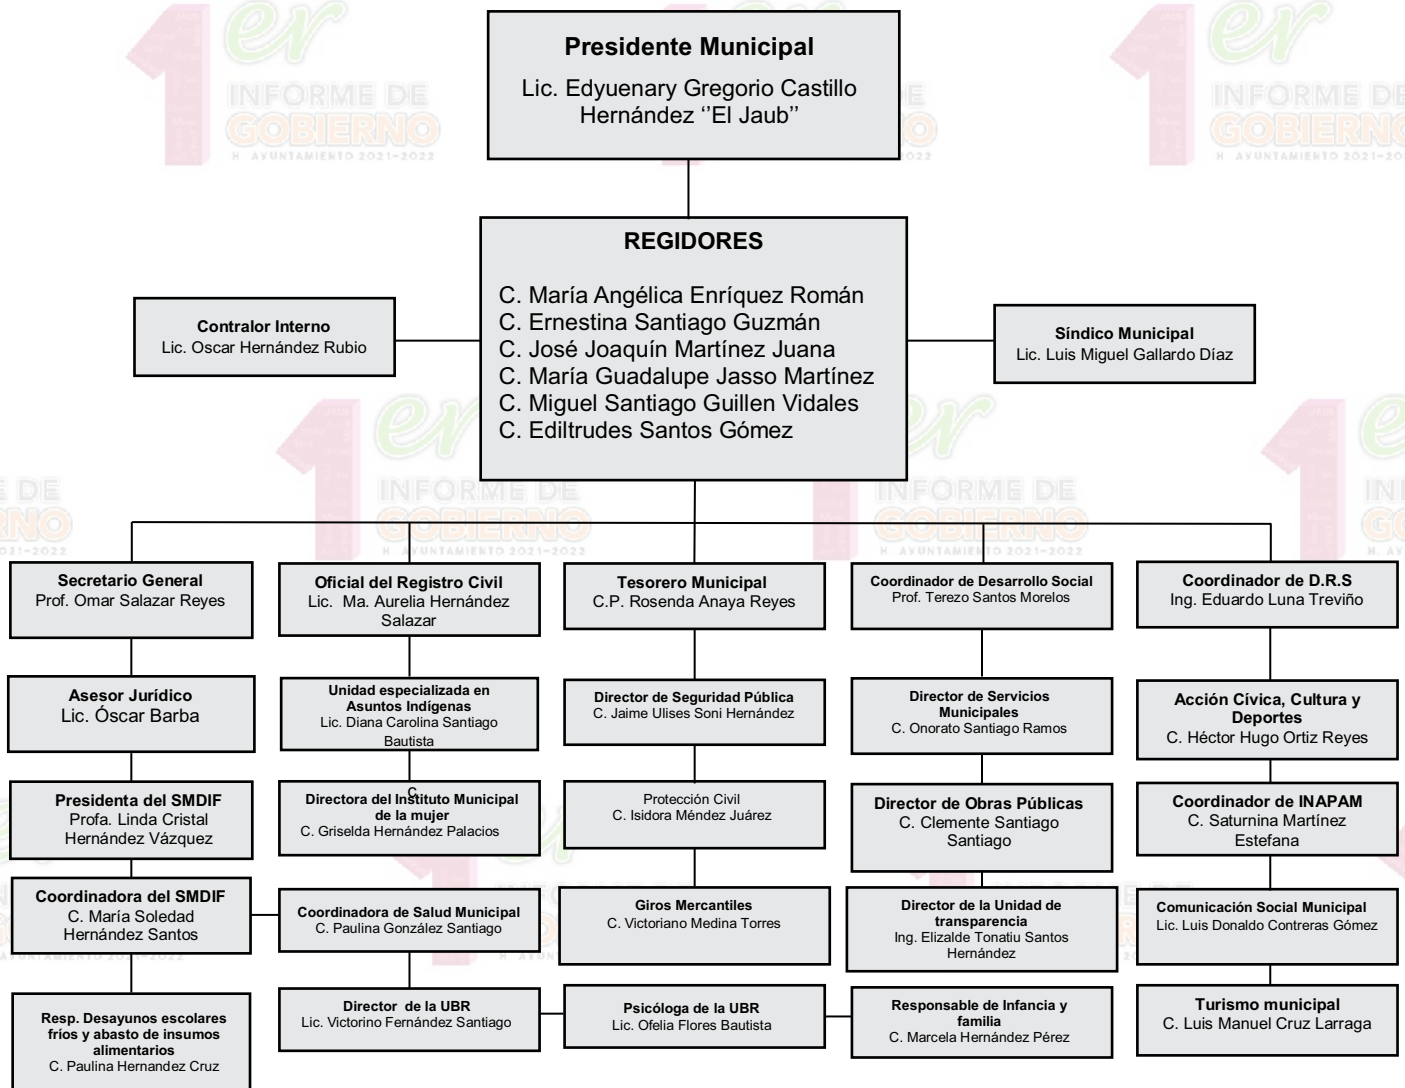 Presidente Municipal
Lic. Edyuenary Gregorio Castillo
Hernández ‘’El Jaub’’
REGIDORES
C. María Angélica Enríquez Román
C. Ernestina Santiago Guzmán
C. José Joaquín Martínez Juana
C. María Guadalupe Jasso Martínez
C. Miguel Santiago Guillen Vidales
C. Ediltrudes Santos Gómez
Contralor Interno
Lic. Oscar Hernández Rubio
Síndico Municipal
Lic. Luis Miguel Gallardo Díaz
Secretario General
Prof. Omar Salazar Reyes
Oficial del Registro Civil
Lic. Ma. Aurelia Hernández
Salazar
Tesorero Municipal
C.P. Rosenda Anaya Reyes
Coordinador de Desarrollo Social
Prof. Terezo Santos Morelos
Coordinador de D.R.S
Ing. Eduardo Luna Treviño
Asesor Jurídico
Lic. Óscar Barba
Unidad especializada en
Asuntos Indígenas
Lic. Diana Carolina Santiago
Bautista
C
Director de Seguridad Pública
C. Jaime Ulises Soni Hernández
Director de Servicios
Municipales
C. Onorato Santiago Ramos
Acción Cívica, Cultura y
Deportes
C. Héctor Hugo Ortiz Reyes
Presidenta del SMDIF
Profa. Linda Cristal
Hernández Vázquez
Directora del Instituto Municipal
de la mujer
C. Griselda Hernández Palacios
Protección Civil
C. Isidora Méndez Juárez
Director de Obras Públicas
C. Clemente Santiago
Santiago
Coordinador de INAPAM
C. Saturnina Martínez
Estefana
Coordinadora del SMDIF
C. María Soledad
Hernández Santos
Coordinadora de Salud Municipal
C. Paulina González Santiago
Giros Mercantiles
C. Victoriano Medina Torres
Director de la Unidad de
transparencia
Ing. Elizalde Tonatiu Santos
Hernández
Comunicación Social Municipal
Lic. Luis Donaldo Contreras Gómez
Resp. Desayunos escolares
fríos y abasto de insumos
alimentarios
C. Paulina Hernandez Cruz
Director de la UBR
Lic. Victorino Fernández Santiago
Psicóloga de la UBR
Lic. Ofelia Flores Bautista
Responsable de Infancia y
familia
C. Marcela Hernández Pérez
Turismo municipal
C. Luis Manuel Cruz Larraga
1er
INFORME DE
GOBIERNO
H. AYUNTAMIENTO 2021-2022